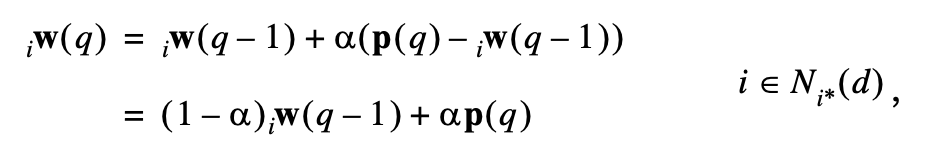 ᵢ𝐰(q) = ᵢ𝐰(q – 1) + α(𝐩(q) – ᵢ𝐰(q – 1))
i ∈ N_{i*}(d) ,
= (1 – α)ᵢ𝐰(q – 1) + α𝐩(q)